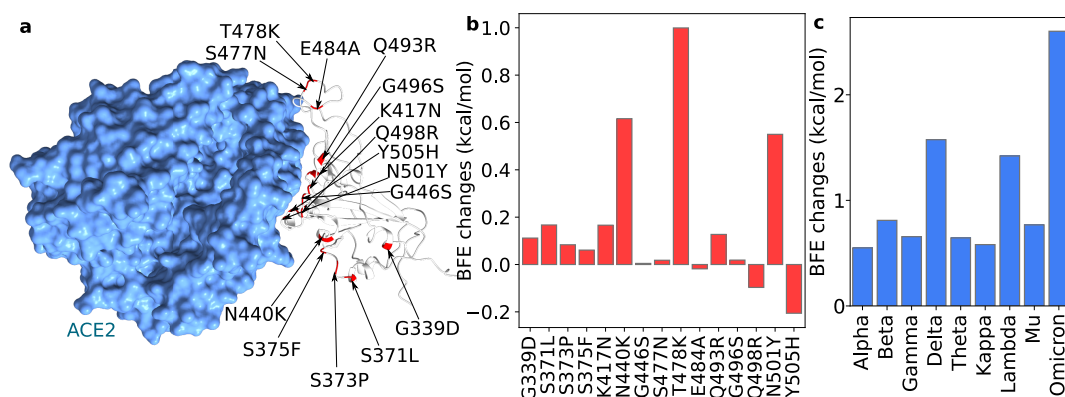 a
T478K
S477N
E484A
Q493R
G496S
K417N
Q498R
Y505H
N501Y
G446S
ACE2
N440K
S375F
S373P
S371L
G339D
b
BFE changes (kcal/mol)
1.0
0.8
0.6
0.4
0.2
0.0
−0.2
G339D
S371L
S373P
S375F
K417N
N440K
G446S
S477N
T478K
E484A
Q493R
G496S
Q498R
N501Y
Y505H
c
BFE changes (kcal/mol)
2
1
0
Alpha
Beta
Gamma
Delta
Theta
Kappa
Lambda
Mu
Omicron